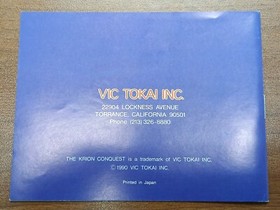 VIC TOKAI INC.
22904 LOCKNESS AVENUE
TORRANCE, CALIFORNIA 90501
Phone (213) 326-8880
THE KRION CONQUEST is a trademark of VIC TOKAI INC.
© 1990 VIC TOKAI INC.
Printed in Japan